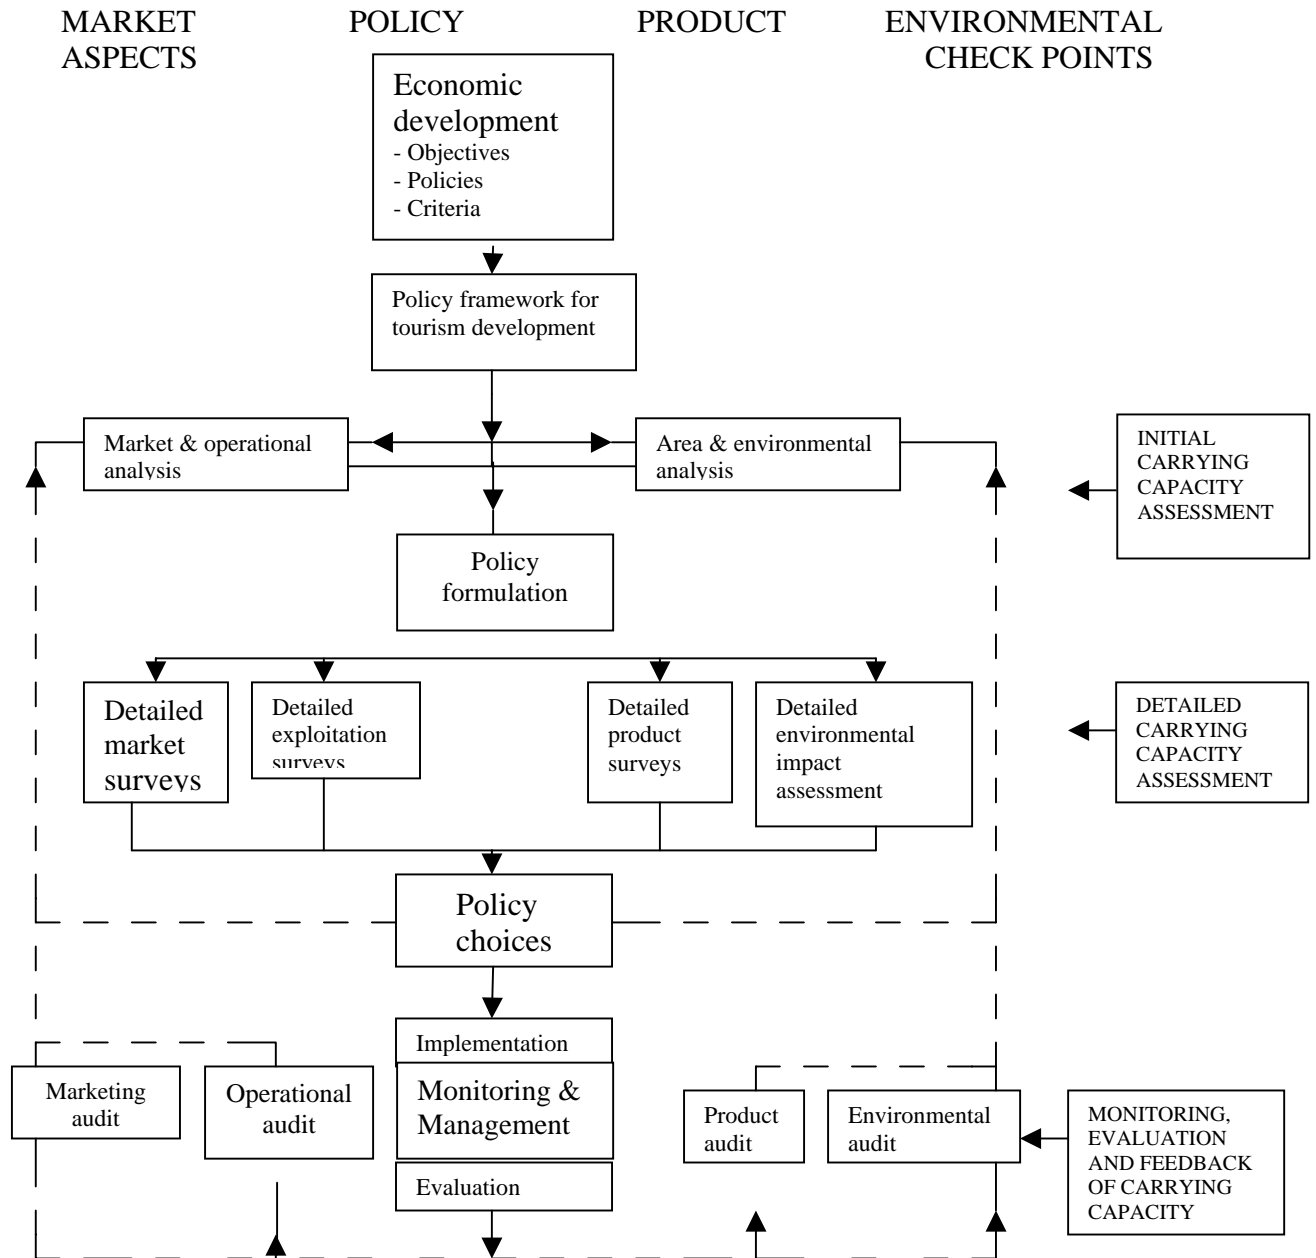 MARKET
ASPECTS
POLICY
PRODUCT
ENVIRONMENTAL
CHECK POINTS
Economic
development
- Objectives
- Policies
- Criteria
Policy framework for
tourism development
Market & operational
analysis
Area & environmental
analysis
INITIAL
CARRYING
CAPACITY
ASSESSMENT
Policy
formulation
Detailed
market
surveys
Detailed
exploitation
surveys
Detailed
product
surveys
Detailed
environmental
impact
assessment
DETAILED
CARRYING
CAPACITY
ASSESSMENT
Policy
choices
Implementation
Marketing
audit
Operational
audit
Monitoring &
Management
Product
audit
Environmental
audit
MONITORING,
EVALUATION
AND FEEDBACK
OF CARRYING
CAPACITY
Evaluation